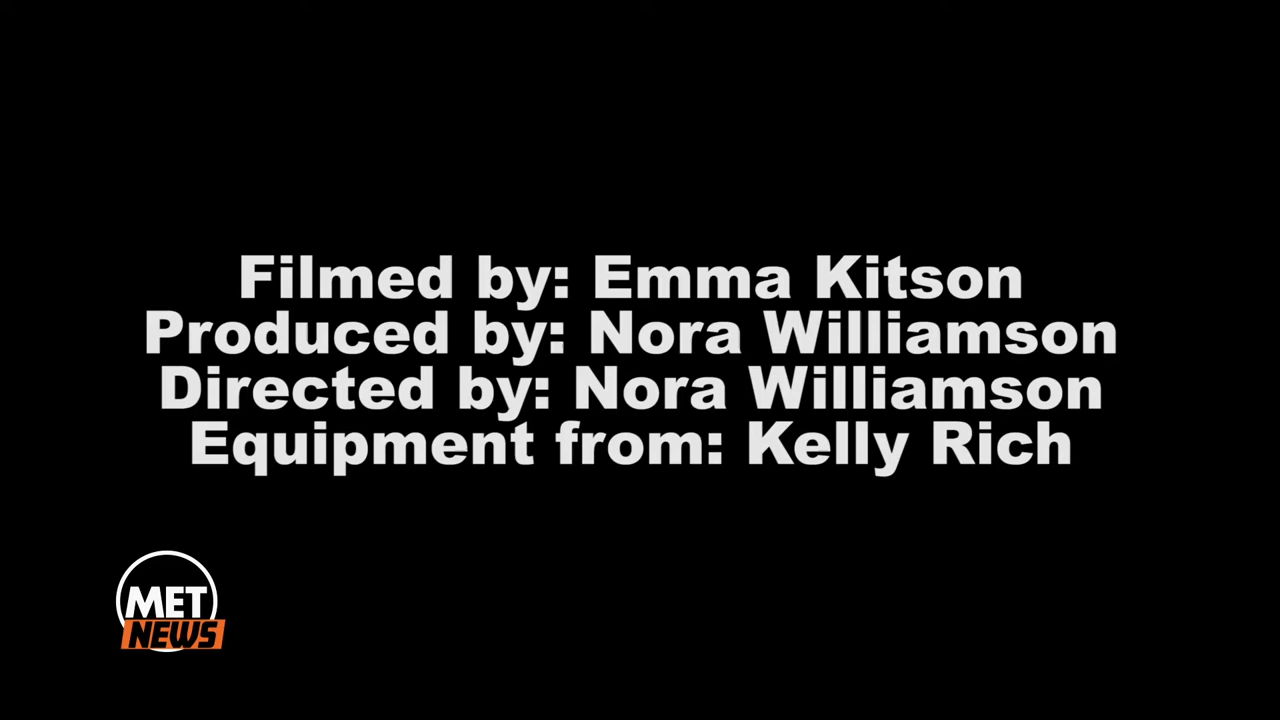 Filmed by: Emma Kitson
Produced by: Nora Williamson
Directed by: Nora Williamson
Equipment from: Kelly Rich
MET
NEWS